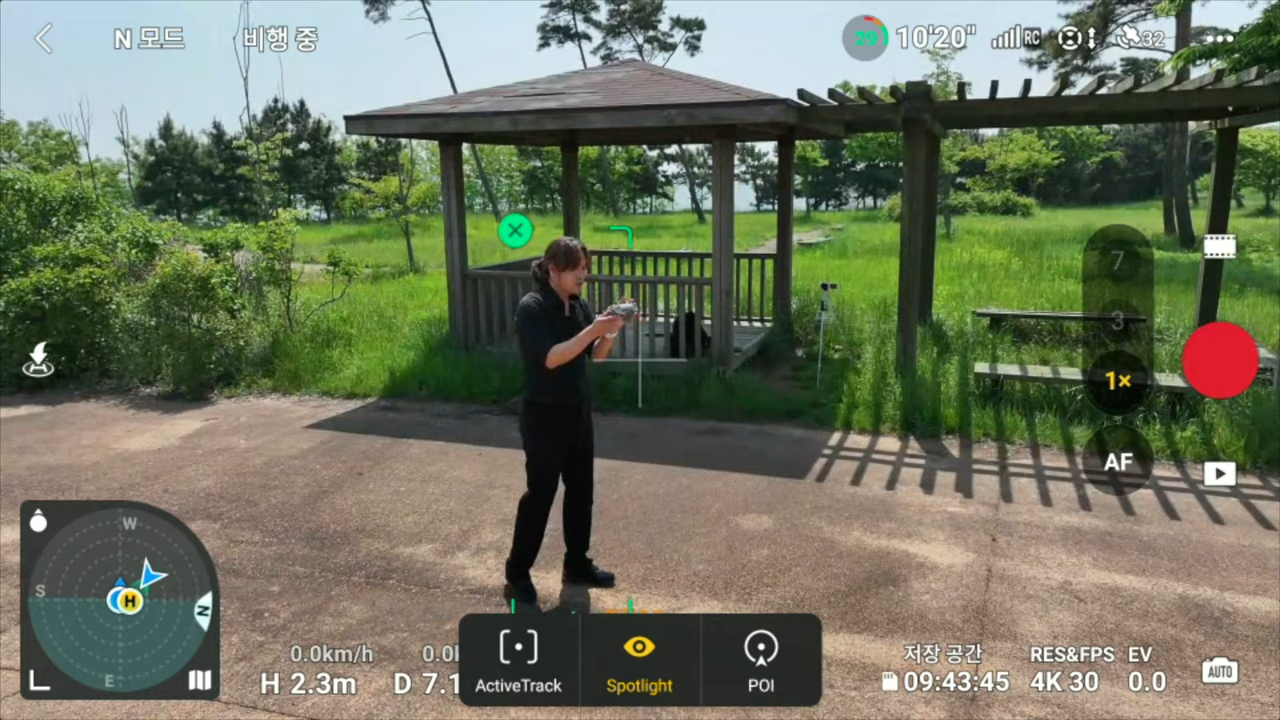 N 모드
비행 중
29
10'20"
RC
32
7
3
1×
AF
W
S
H
N
E
0.0km/h
H 2.3m
D 7.1
ActiveTrack
Spotlight
POI
저장 공간
09:43:45
RES&FPS
4K 30
EV
0.0
AUTO